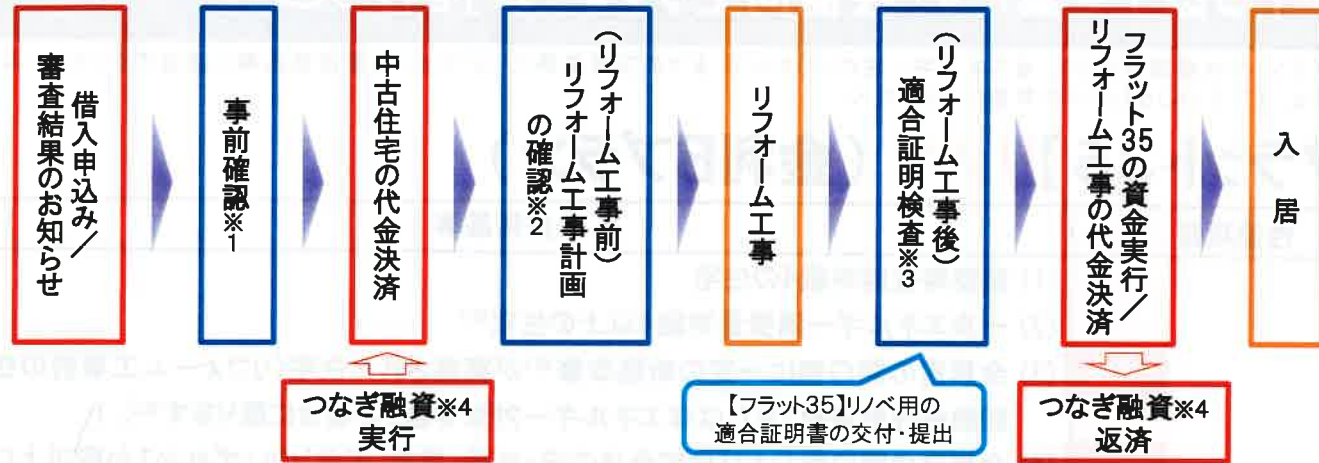 借入申込み／
審査結果のお知らせ
事前確認※1
中古住宅の代金決済
（リフォーム工事前）
リフォーム工事計画
の確認※2
リフォーム工事
（リフォーム工事後）
適合証明検査※3
フラット35の資金実行／
リフォーム工事の代金決済
入居
つなぎ融資※4
実行
【フラット35】リノベ用の
適合証明書の交付・提出
つなぎ融資※4
返済